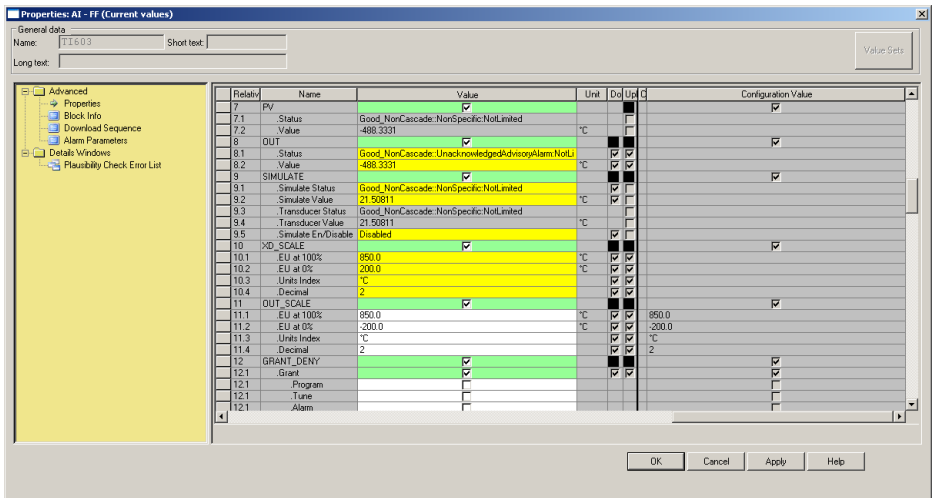 Properties: AI - FF (Current values)
General data
Name: TI603 Short text:
Long text:
Value Sets
Advanced
Properties
Block Info
Download Sequence
Alarm Parameters
Details Windows
Plausibility Check Error List
Relativ Name Value Unit Do Upl C Configuration Value
7 PV
7.1 .Status Good_NonCascade::NonSpecific:NotLimited
7.2 .Value -488.3331 °C
8 OUT
8.1 .Status Good_NonCascade::UnacknowledgedAdvisoryAlarm:NotLi
8.2 .Value -488.3331 °C
9 SIMULATE
9.1 .Simulate Status Good_NonCascade::NonSpecific:NotLimited
9.2 .Simulate Value 21.50811 °C
9.3 .Transducer Status Good_NonCascade::NonSpecific:NotLimited
9.4 .Transducer Value 21.50811 °C
9.5 .Simulate En/Disable Disabled
10 XD_SCALE
10.1 .EU at 100% 850.0 °C
10.2 .EU at 0% 200.0 °C
10.3 .Units Index °C
10.4 .Decimal 2
11 OUT_SCALE
11.1 .EU at 100% 850.0 °C 850.0
11.2 .EU at 0% -200.0 °C -200.0
11.3 .Units Index °C °C
11.4 .Decimal 2 2
12 GRANT_DENY
12.1 .Grant
12.1 .Program
12.1 .Tune
12.1 .Alarm
OK Cancel Apply Help